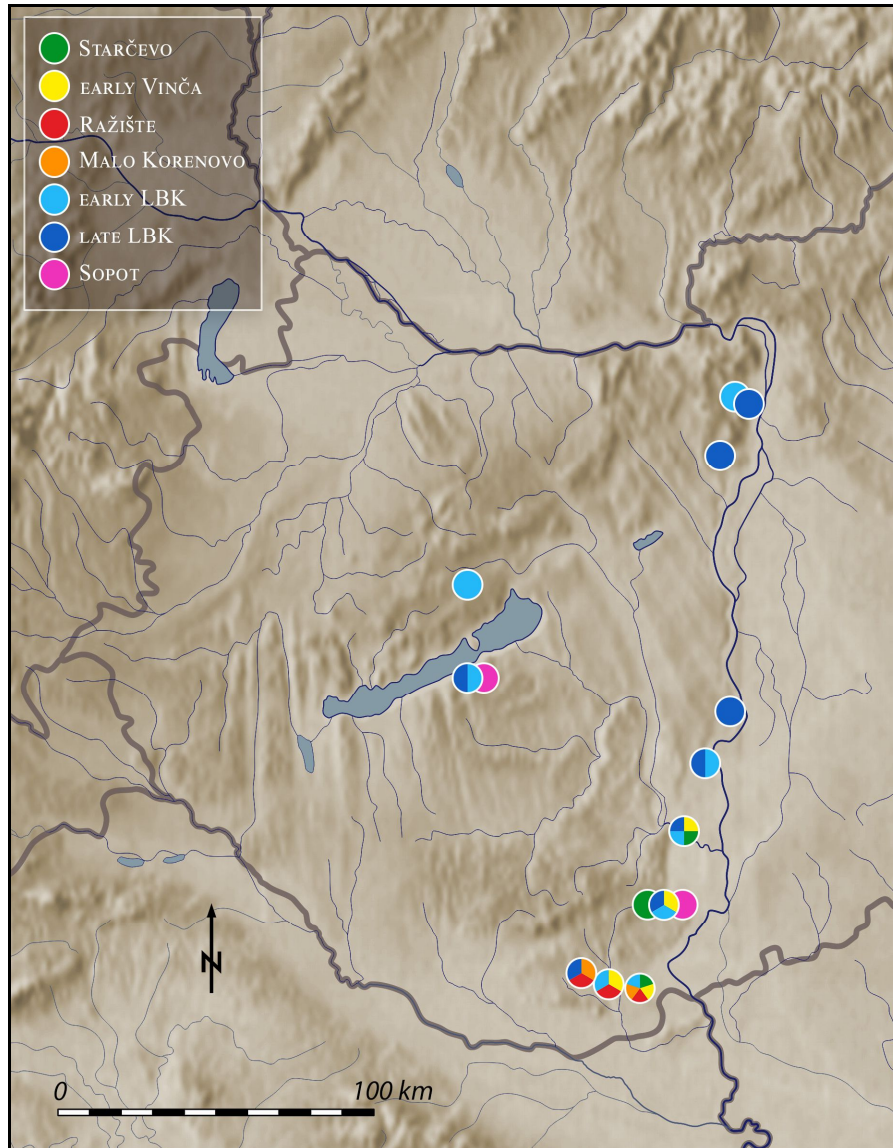 STARČEVO
EARLY VINČA
RAŽIŠTE
MALO KORENOVO
EARLY LBK
LATE LBK
SOPOT
N
0 100 km